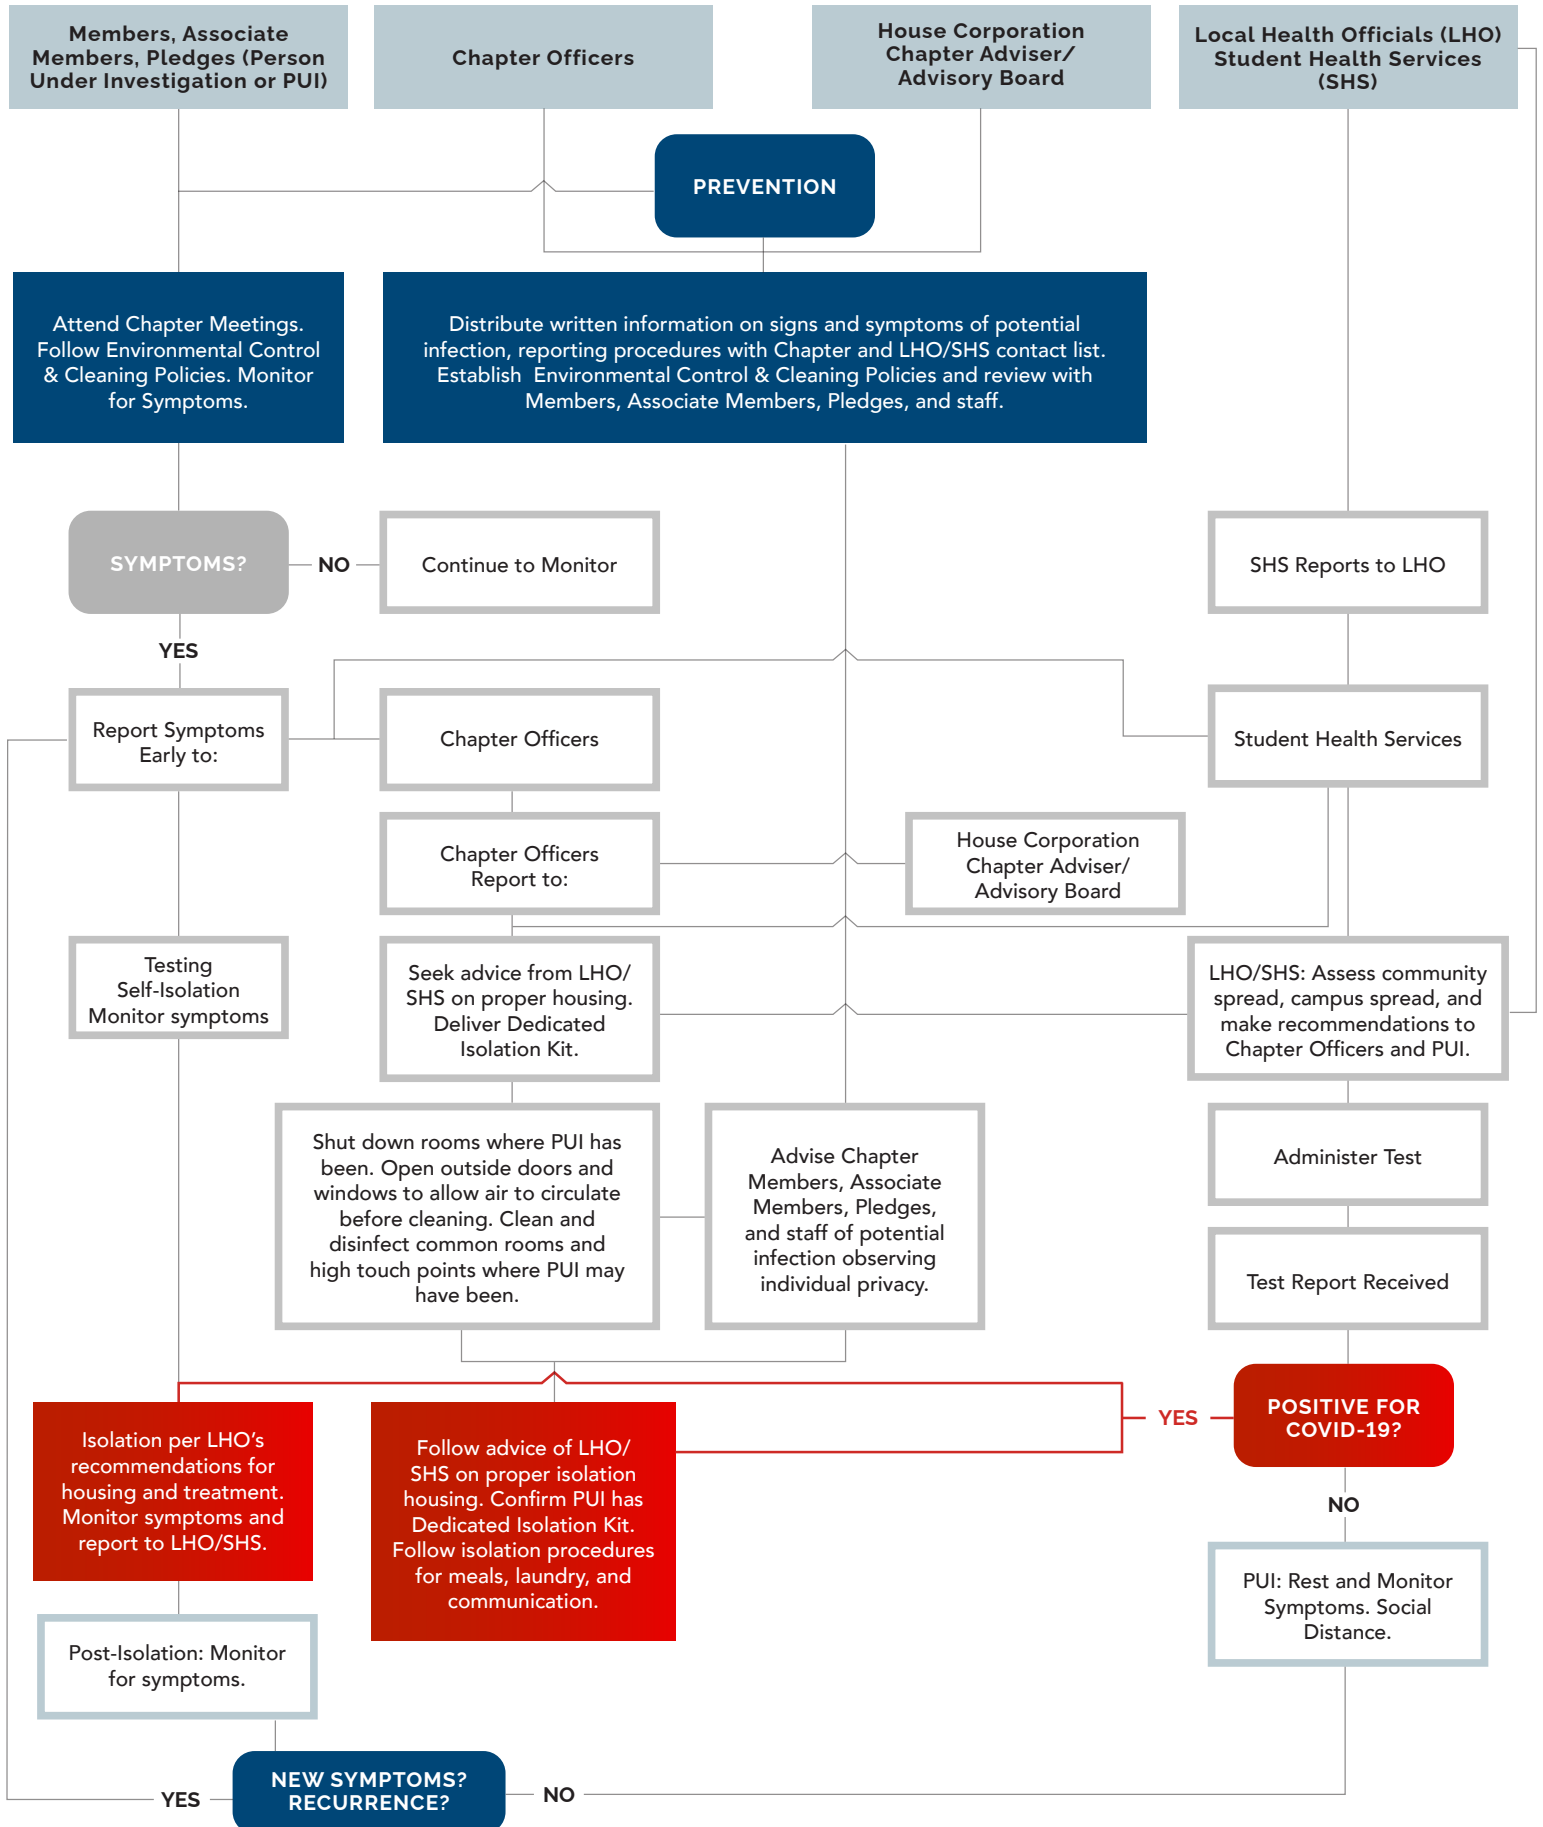 Members, Associate
Members, Pledges (Person
Under Investigation or PUI)
Chapter Officers
House Corporation
Chapter Adviser/
Advisory Board
Local Health Officials (LHO)
Student Health Services
(SHS)
PREVENTION
Attend Chapter Meetings.
Follow Environmental Control
& Cleaning Policies. Monitor
for Symptoms.
Distribute written information on signs and symptoms of potential
infection, reporting procedures with Chapter and LHO/SHS contact list.
Establish Environmental Control & Cleaning Policies and review with
Members, Associate Members, Pledges, and staff.
SYMPTOMS?
NO
Continue to Monitor
SHS Reports to LHO
YES
Report Symptoms
Early to:
Chapter Officers
Student Health Services
Chapter Officers
Report to:
House Corporation
Chapter Adviser/
Advisory Board
Testing
Self-Isolation
Monitor symptoms
Seek advice from LHO/
SHS on proper housing.
Deliver Dedicated
Isolation Kit.
LHO/SHS: Assess community
spread, campus spread, and
make recommendations to
Chapter Officers and PUI.
Shut down rooms where PUI has
been. Open outside doors and
windows to allow air to circulate
before cleaning. Clean and
disinfect common rooms and
high touch points where PUI may
have been.
Advise Chapter
Members, Associate
Members, Pledges,
and staff of potential
infection observing
individual privacy.
Administer Test
Test Report Received
POSITIVE FOR
COVID-19?
YES
Isolation per LHO’s
recommendations for
housing and treatment.
Monitor symptoms and
report to LHO/SHS.
Follow advice of LHO/
SHS on proper isolation
housing. Confirm PUI has
Dedicated Isolation Kit.
Follow isolation procedures
for meals, laundry, and
communication.
NO
PUI: Rest and Monitor
Symptoms. Social
Distance.
Post-Isolation: Monitor
for symptoms.
NEW SYMPTOMS?
RECURRENCE?
YES
NO